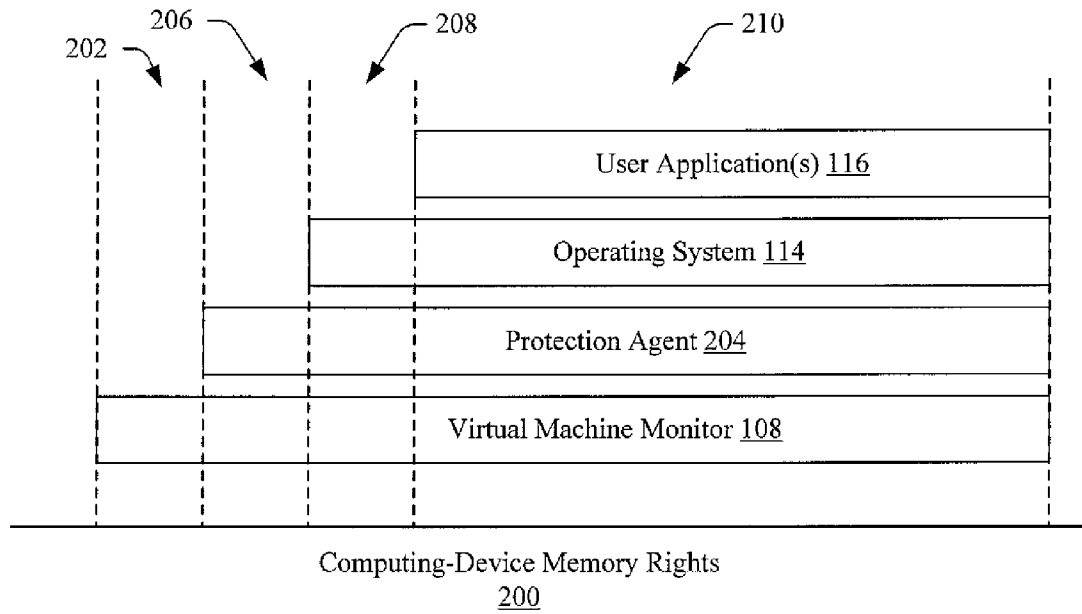 206
208
210
202
User Application(s) 116
Operating System 114
Protection Agent 204
Virtual Machine Monitor 108
Computing-Device Memory Rights
200